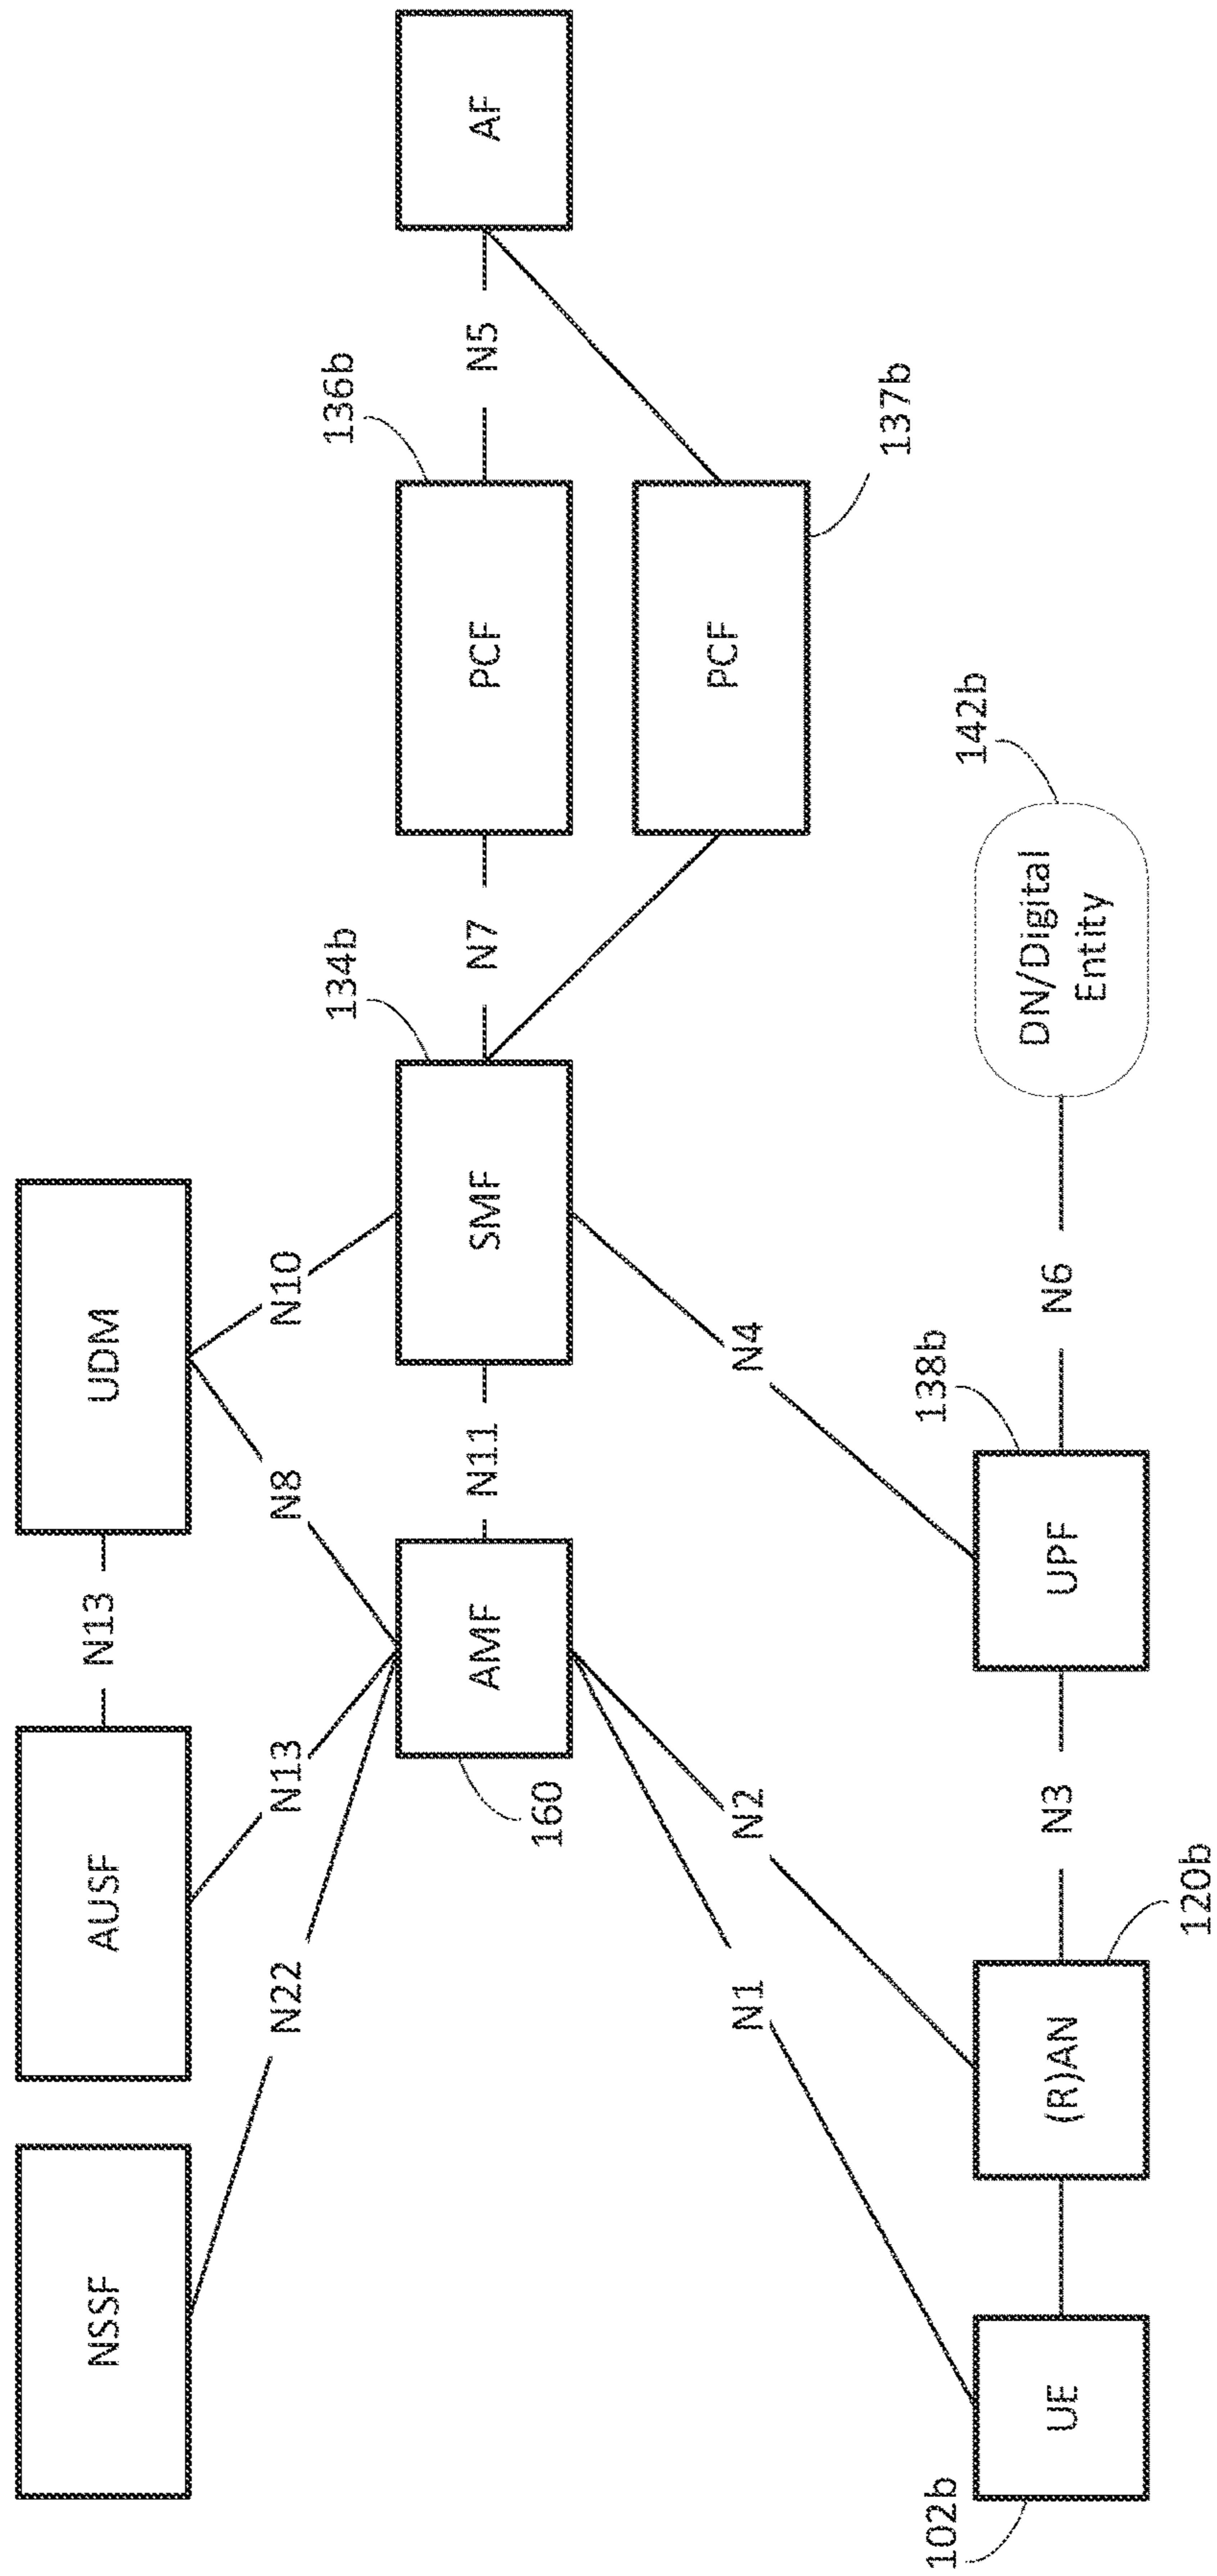 NSSF
AUSF
N13
UDM
N22
N13
N8
N10
AMF
160
N11
SMF
134b
N7
PCF
136b
N5
AF
PCF
137b
N1
N2
N4
UE
102b
(R)AN
120b
N3
UPF
138b
N6
DN/Digital
Entity
142b